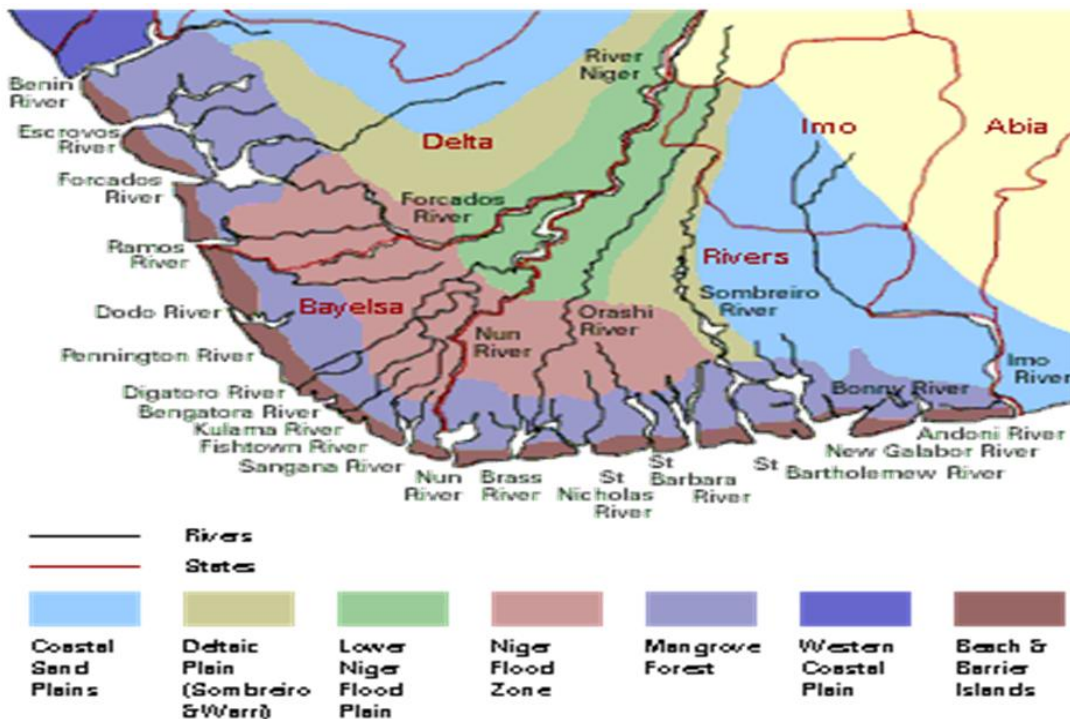 River
Niger
Benin
River
Escrovos
River
Delta
Imo
Abia
Forcados
River
Forcados
River
Ramos
River
Rivers
Sombreiro
River
Bayelsa
Dodo River
Nun
River
Orashi
River
Pennington River
Imo
River
Digatoro River
Bonny River
Bengatora River
Kulama River
Fishtown River
Sangana River
Andoni River
New Galabor River
Nun
River
Brass
River
St
Nicholas
River
St
Barbara
River
St
Bartholemew River
Rivers
States
Coastal
Sand
Plains
Deltaic
Plain
(Sombreiro
&Warri)
Lower
Niger
Flood
Plain
Niger
Flood
Zone
Mangrove
Forest
Western
Coastal
Plain
Beach &
Barrier
Islands